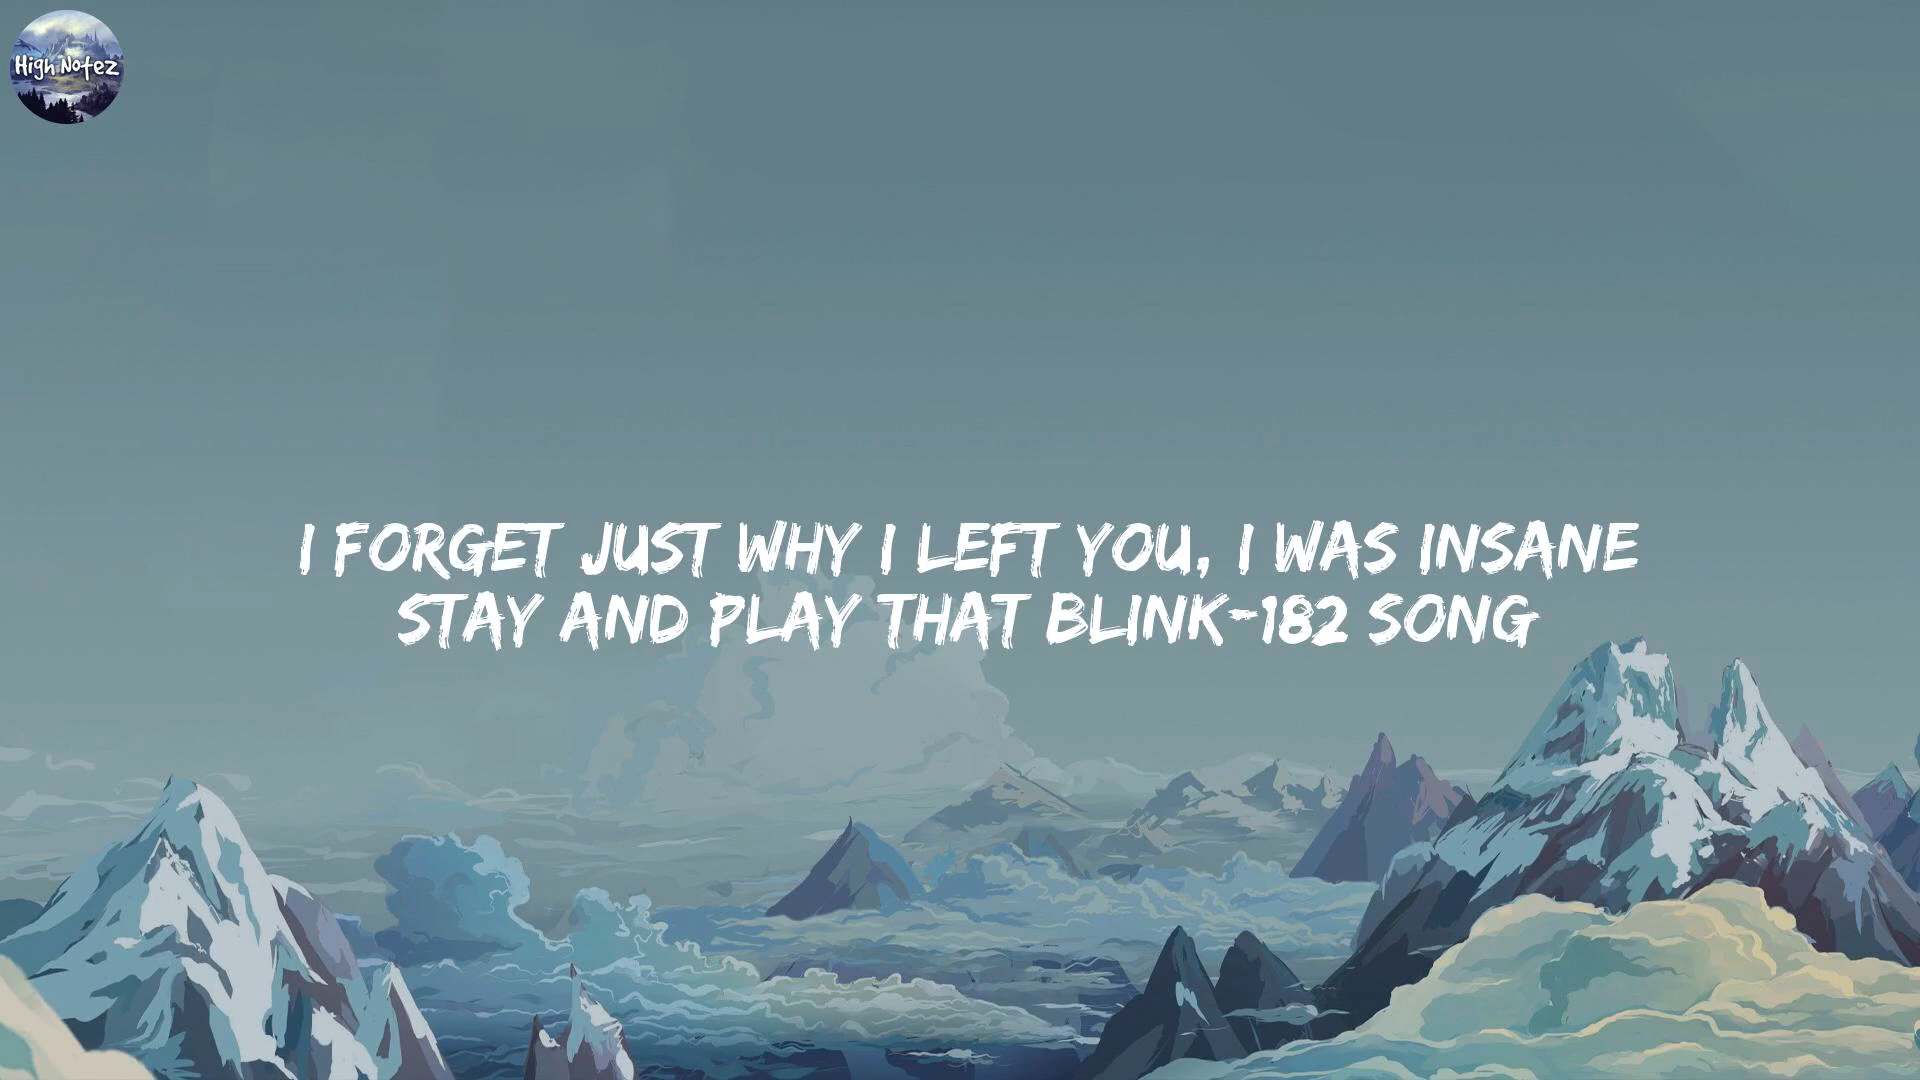 High Notez
I FORGET JUST WHY I LEFT YOU, I WAS INSANE
STAY AND PLAY THAT BLINK-182 SONG